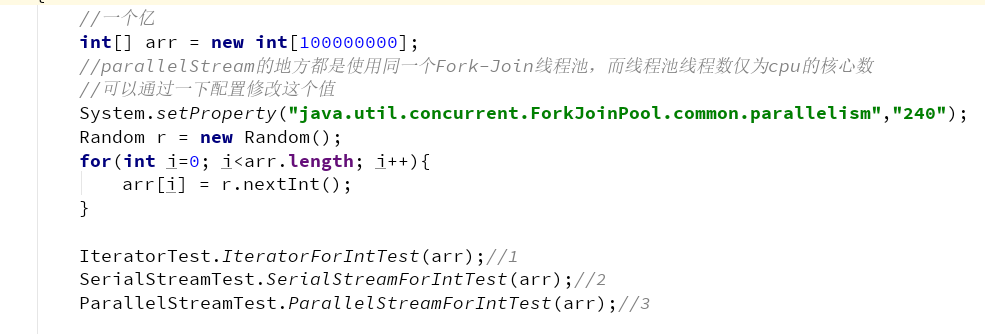 {
//一个亿
int[] arr = new int[100000000];
//parallelStream的地方都是使用同一个Fork-Join线程池，而线程池线程数仅为cpu的核心数
//可以通过一下配置修改这个值
System.setProperty("java.util.concurrent.ForkJoinPool.common.parallelism","240");
Random r = new Random();
for(int i=0; i<arr.length; i++){
arr[i] = r.nextInt();
}
IteratorTest.IteratorForIntTest(arr);//1
SerialStreamTest.SerialStreamForIntTest(arr);//2
ParallelStreamTest.ParallelStreamForIntTest(arr);//3